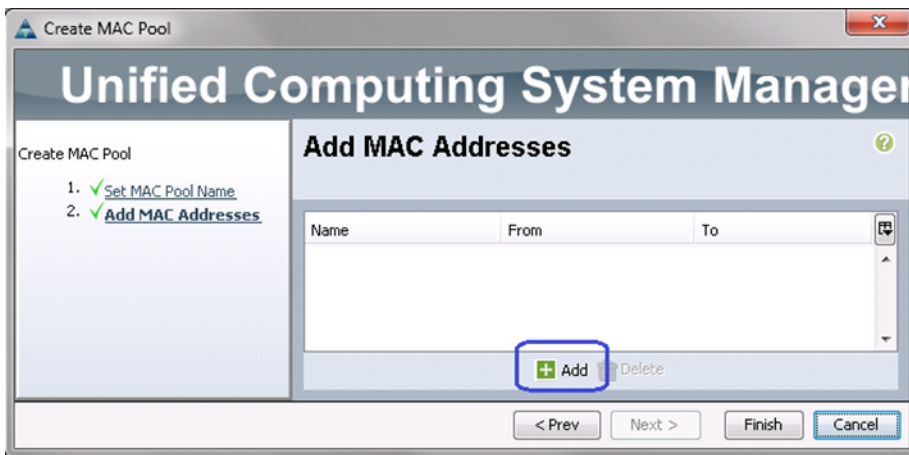 Create MAC Pool
Unified Computing System Manager
Create MAC Pool
1. Set MAC Pool Name
2. Add MAC Addresses
Add MAC Addresses
Name From To
Add Delete
< Prev Next > Finish Cancel